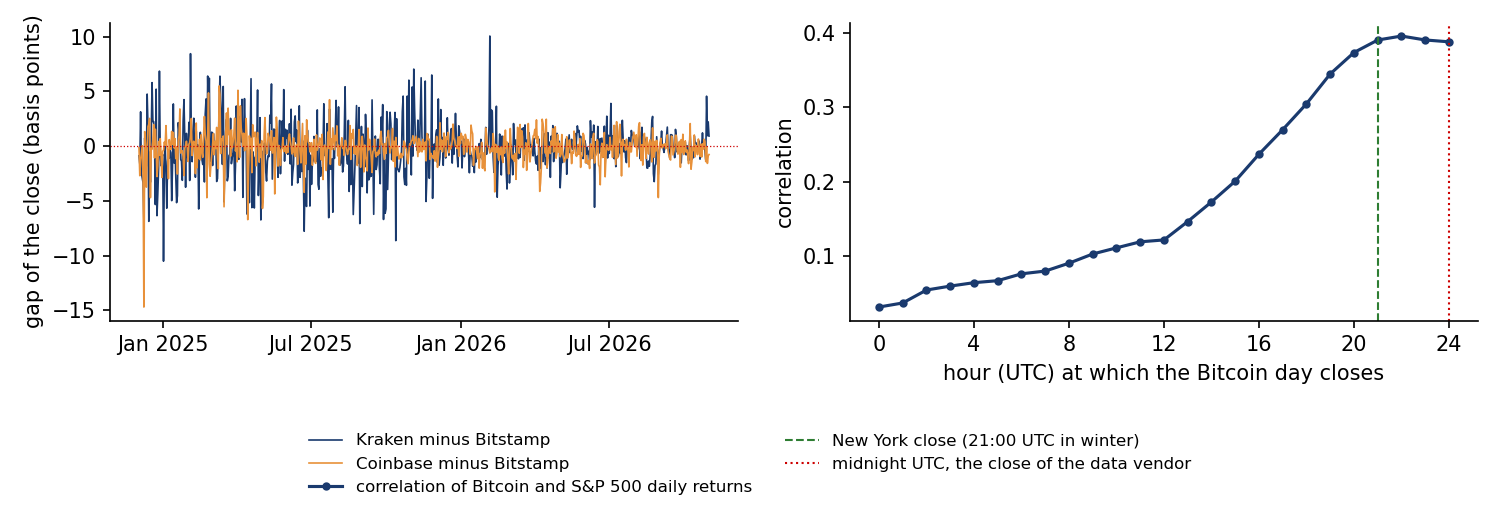 gap of the close (basis points)
10
5
0
−5
−10
−15
Jan 2025
Jul 2025
Jan 2026
Jul 2026
correlation
0.4
0.3
0.2
0.1
0
4
8
12
16
20
24
hour (UTC) at which the Bitcoin day closes
Kraken minus Bitstamp
Coinbase minus Bitstamp
correlation of Bitcoin and S&P 500 daily returns
New York close (21:00 UTC in winter)
midnight UTC, the close of the data vendor